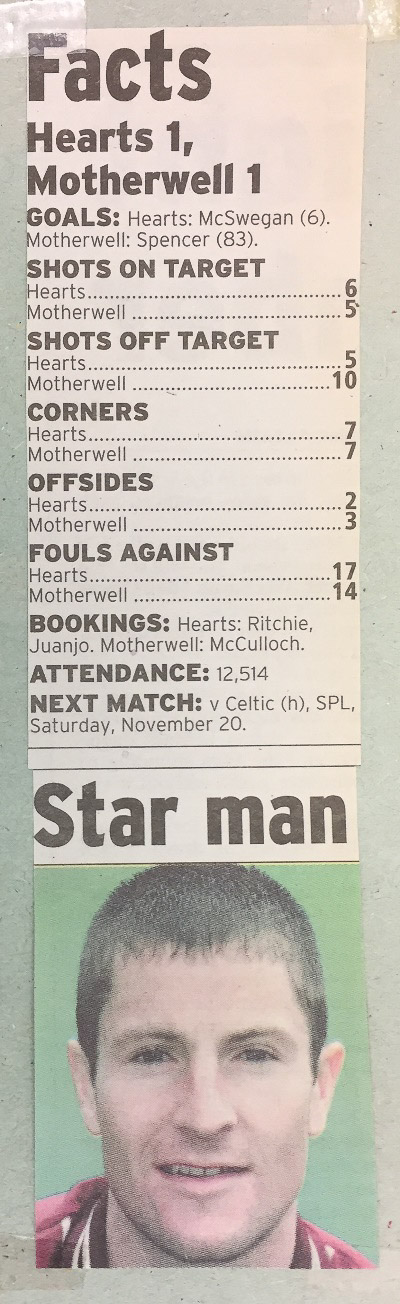 Facts
Hearts 1,
Motherwell 1
GOALS: Hearts: McSwegan (6).
Motherwell: Spencer (83).
SHOTS ON TARGET
Hearts..........................................6
Motherwell ..................................5
SHOTS OFF TARGET
Hearts..........................................5
Motherwell ................................10
CORNERS
Hearts..........................................7
Motherwell ..................................7
OFFSIDES
Hearts..........................................2
Motherwell ..................................3
FOULS AGAINST
Hearts........................................17
Motherwell ................................14
BOOKINGS: Hearts: Ritchie,
Juanjo. Motherwell: McCulloch.
ATTENDANCE: 12,514
NEXT MATCH: v Celtic (h), SPL,
Saturday, November 20.
Star man